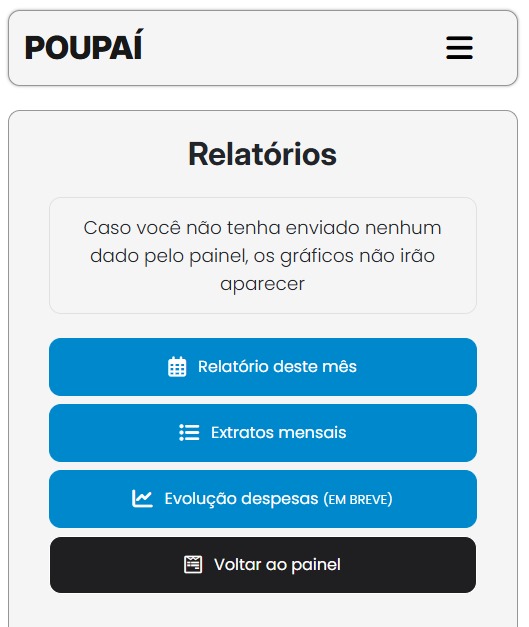 POUPAÍ
Relatórios
Caso você não tenha enviado nenhum
dado pelo painel, os gráficos não irão
aparecer
Relatório deste mês
Extratos mensais
Evolução despesas (EM BREVE)
Voltar ao painel